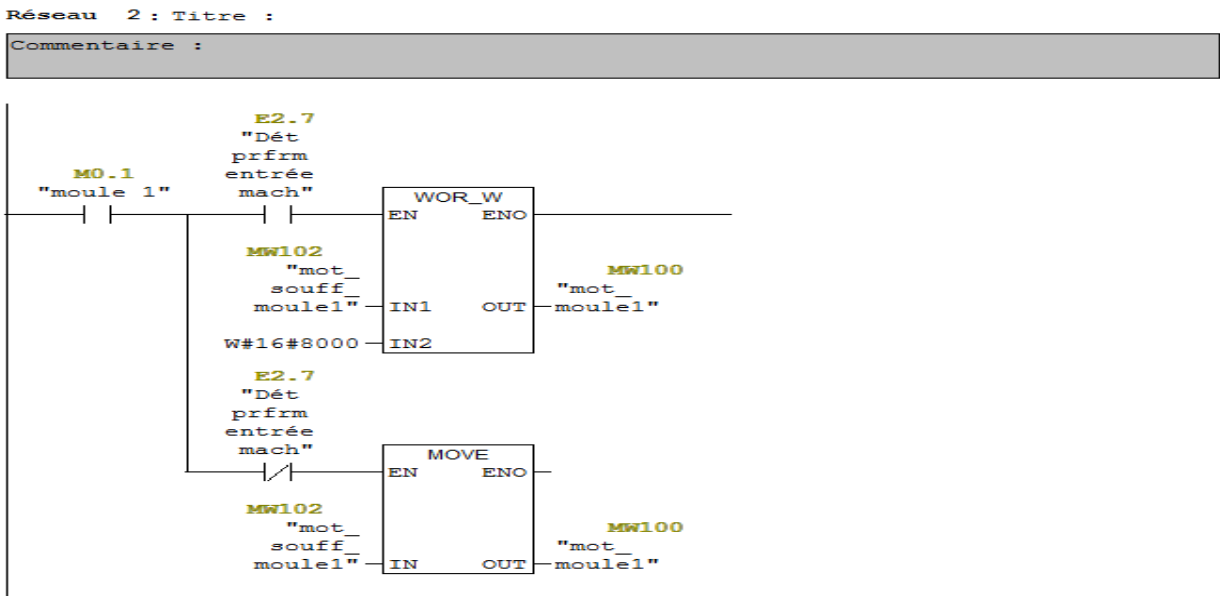 Réseau 2 : Titre :
Commentaire :
E2.7
"Dét
prfrm
entrée
mach"
M0.1
"moule 1"
WOR_W
EN ENO
MW102
"mot_
souff_
moule1"
IN1
MW100
"mot_
moule1"
OUT
W#16#8000
IN2
E2.7
"Dét
prfrm
entrée
mach"
MOVE
EN ENO
MW102
"mot_
souff_
moule1"
IN
MW100
"mot_
moule1"
OUT